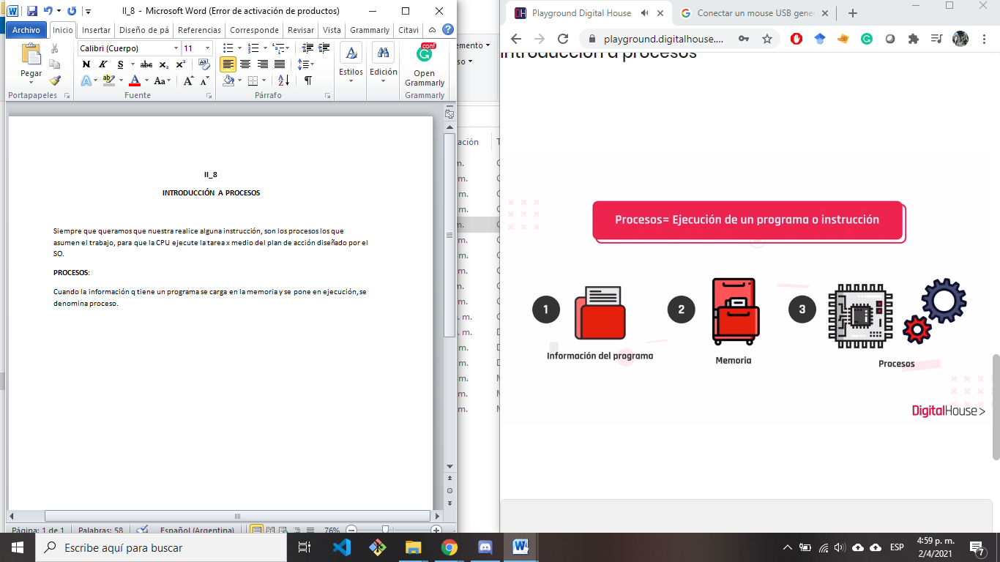 II_8 - Microsoft Word (Error de activación de productos)
Archivo Inicio Insertar Diseño de pá Referencias Corresponde Revisar Vista Grammarly Citavi
Pegar
Portapapeles
Calibri (Cuerpo) 11
N K S abc x₂ x²
A ab A Aa A A
Fuente
Párrafo
Estilos
Edición
conf
Open
Grammarly
Grammarly
II_8
INTRODUCCIÓN A PROCESOS
Siempre que queramos que nuestra realice alguna instrucción, son los procesos los que
asumen el trabajo, para que la CPU ejecute la tarea x medio del plan de acción diseñado por el
SO.
PROCESOS:
Cuando la información q tiene un programa se carga en la memoria y se pone en ejecución, se
denomina proceso.
Página: 1 de 1 Palabras: 58 Español (Argentina) 76%
Playground Digital House
Conectar un mouse USB gene
playground.digitalhouse....
Introducción a procesos
Procesos= Ejecución de un programa o instrucción
1 2 3
Información del programa
Memoria
Procesos
DigitalHouse>
Escribe aquí para buscar
ESP
4:59 p. m.
2/4/2021
7